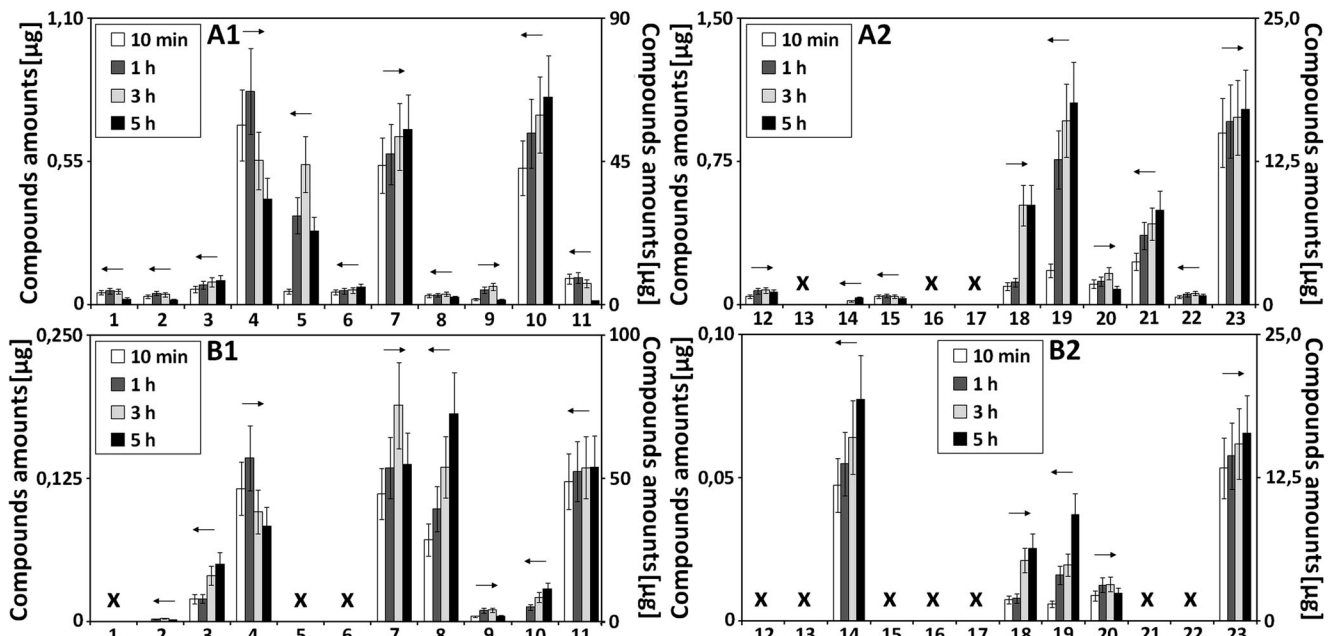 1,10
A1
90
10 min
1 h
3 h
5 h
Compounds amounts[µg]
0,55
45
0
0
Compounds amounts [µg]
1 2 3 4 5 6 7 8 9 10 11
1,50
A2
25,0
10 min
1 h
3 h
5 h
Compounds amounts [µg]
0,75
12,5
X X X
0
0
Compounds amounts [µg]
12 13 14 15 16 17 18 19 20 21 22 23
0,250
B1
100
10 min
1 h
3 h
5 h
Compounds amounts [µg]
0,125
50
X X X
0
0
Compounds amounts [µg]
1 2 3 4 5 6 7 8 9 10 11
0,10
B2
25,0
10 min
1 h
3 h
5 h
Compounds amounts [µg]
0,05
12,5
X X X X X X X
0
0
Compounds amounts [µg]
12 13 14 15 16 17 18 19 20 21 22 23